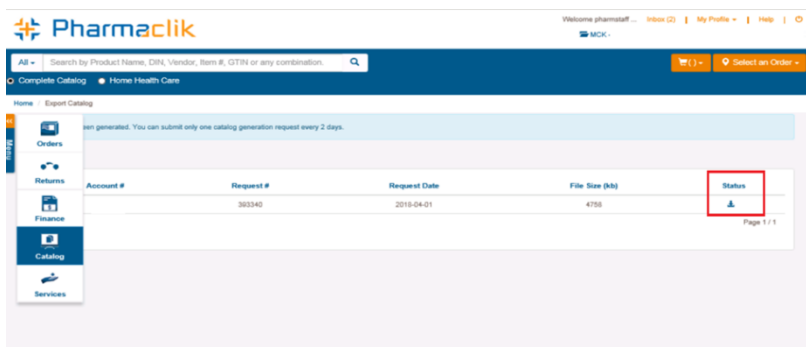 Pharmaclik
Welcome pharmstaff ... Inbox (2) | My Profile | Help |
MCK -
All Search by Product Name, DIN, Vendor, Item #, GTIN or any combination. ( ) Select an Order
Complete Catalog Home Health Care
Home / Export Catalog
Menu
een generated. You can submit only one catalog generation request every 2 days.
Orders
Returns
Account # Request # Request Date File Size (kb) Status
393340 2018-04-01 4758
Finance
Page 1 / 1
Catalog
Services